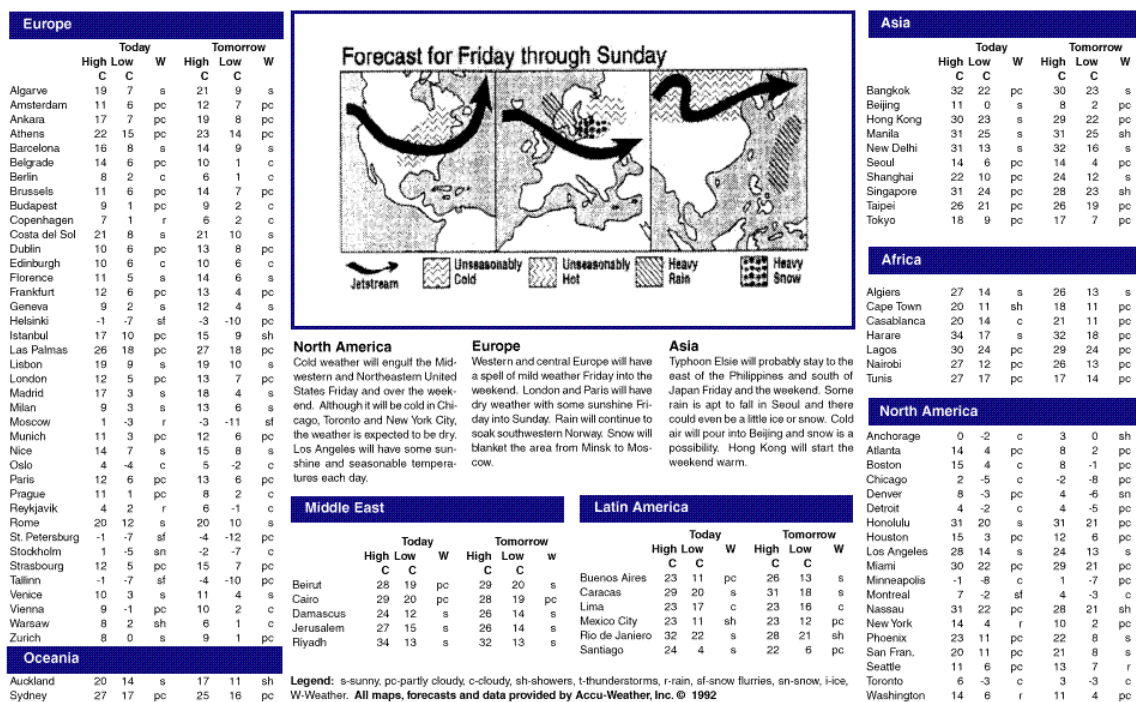 Europe
Today Tomorrow
High Low W High Low W
C C C C
Algarve 19 7 s 21 9 s
Amsterdam 11 6 pc 12 7 pc
Ankara 17 7 pc 19 8 pc
Athens 22 15 pc 23 14 pc
Barcelona 16 8 s 14 9 s
Belgrade 14 6 pc 10 1 c
Berlin 8 2 c 6 1 c
Brussels 11 6 pc 14 7 pc
Budapest 9 1 pc 9 2 c
Copenhagen 7 1 r 6 2 c
Costa del Sol 21 8 s 21 10 s
Dublin 10 6 pc 13 8 pc
Edinburgh 10 6 c 10 6 c
Florence 11 5 s 14 6 s
Frankfurt 12 6 pc 13 4 pc
Geneva 9 2 s 12 4 s
Helsinki -1 -7 sf -3 -10 pc
Istanbul 17 10 pc 15 9 sh
Las Palmas 26 18 pc 27 18 pc
Lisbon 19 9 s 19 10 s
London 12 5 pc 13 7 pc
Madrid 17 3 s 18 4 s
Milan 9 3 s 13 6 s
Moscow 1 -3 r -3 -11 sf
Munich 11 3 pc 12 6 pc
Nice 14 7 s 15 8 s
Oslo 4 -4 c 5 -2 c
Paris 12 6 pc 13 6 pc
Prague 11 1 pc 8 2 c
Reykjavik 4 2 r 6 -1 c
Rome 20 12 s 20 10 s
St. Petersburg -1 -7 sf -4 -12 pc
Stockholm 1 -5 sn -2 -7 c
Strasbourg 12 5 pc 15 7 pc
Tallinn -1 -7 sf -4 -10 pc
Venice 10 3 s 11 4 s
Vienna 9 -1 pc 10 2 c
Warsaw 8 2 sh 6 1 c
Zurich 8 0 s 9 1 pc
Oceania
Auckland 20 14 s 17 11 sh
Sydney 27 17 pc 25 16 pc
Forecast for Friday through Sunday
Jetstream
Unseasonably
Cold
Unseasonably
Hot
Heavy
Rain
Heavy
Snow
North America
Cold weather will engulf the Mid-
western and Northeastern United
States Friday and over the week-
end. Although it will be cold in Chi-
cago, Toronto and New York City,
the weather is expected to be dry.
Los Angeles will have some sun-
shine and seasonable tempera-
tures each day.
Europe
Western and central Europe will have
a spell of mild weather Friday into the
weekend. London and Paris will have
dry weather with some sunshine Fri-
day into Sunday. Rain will continue to
soak southwestern Norway. Snow will
blanket the area from Minsk to Mos-
cow.
Asia
Typhoon Elsie will probably stay to the
east of the Philippines and south of
Japan Friday and the weekend. Some
rain is apt to fall in Seoul and there
could even be a little ice or snow. Cold
air will pour into Beijing and snow is a
possibility. Hong Kong will start the
weekend warm.
Middle East
Today Tomorrow
High Low W High Low W
C C C C
Beirut 28 19 pc 29 20 s
Cairo 29 20 pc 28 19 pc
Damascus 24 12 s 26 14 s
Jerusalem 27 15 s 26 14 s
Riyadh 34 13 s 32 13 s
Latin America
Today Tomorrow
High Low W High Low W
C C C C
Buenos Aires 23 11 pc 26 13 s
Caracas 29 20 s 31 18 s
Lima 23 17 c 23 16 c
Mexico City 23 11 sh 23 12 pc
Rio de Janiero 32 22 s 28 21 sh
Santiago 24 4 s 22 6 pc
Legend: s-sunny, pc-partly cloudy, c-cloudy, sh-showers, t-thunderstorms, r-rain, sf-snow flurries, sn-snow, i-ice,
W-Weather. All maps, forecasts and data provided by Accu-Weather, Inc. © 1992
Asia
Today Tomorrow
High Low W High Low W
C C C C
Bangkok 32 22 pc 30 23 s
Beijing 11 0 s 8 2 pc
Hong Kong 30 23 s 29 22 pc
Manila 31 25 s 31 25 sh
New Delhi 31 13 s 32 16 s
Seoul 14 6 pc 14 4 pc
Shanghai 22 10 pc 24 12 s
Singapore 31 24 pc 28 23 sh
Taipei 26 21 pc 26 19 pc
Tokyo 18 9 pc 17 7 pc
Africa
Algiers 27 14 s 26 13 s
Cape Town 20 11 sh 18 11 pc
Casablanca 20 14 c 21 11 pc
Harare 34 17 s 32 18 pc
Lagos 30 24 pc 29 24 pc
Nairobi 27 12 pc 26 13 pc
Tunis 27 17 pc 17 14 pc
North America
Anchorage 0 -2 c 3 0 sh
Atlanta 14 4 pc 8 2 pc
Boston 15 4 c 8 -1 pc
Chicago 2 -5 c -2 -8 pc
Denver 8 -3 pc 4 -6 sn
Detroit 4 -2 c 4 -5 pc
Honolulu 31 20 s 31 21 pc
Houston 15 3 pc 12 6 pc
Los Angeles 28 14 s 24 13 s
Miami 30 22 pc 29 21 pc
Minneapolis -1 -8 c 1 -7 pc
Montreal 7 -2 sf 4 -3 c
Nassau 31 22 pc 28 21 sh
New York 14 4 r 10 2 pc
Phoenix 23 11 pc 22 8 s
San Fran. 20 11 pc 21 8 s
Seattle 11 6 pc 13 7 r
Toronto 6 -3 c 3 -3 c
Washington 14 6 r 11 4 pc